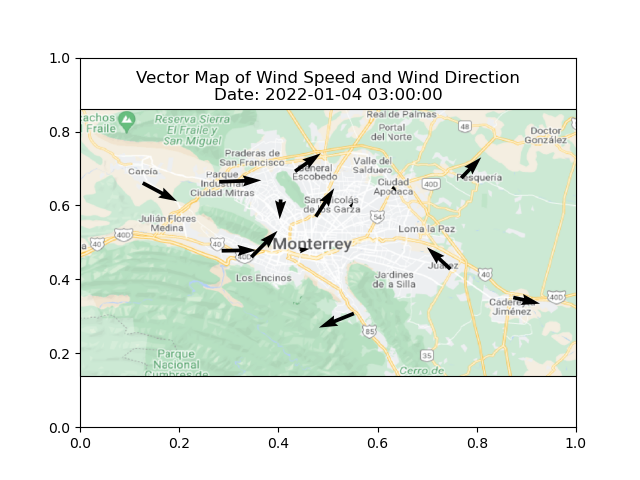 Vector Map of Wind Speed and Wind Direction
Date: 2022-01-04 03:00:00
1.0
0.8
0.6
0.4
0.2
0.0
0.0
0.2
0.4
0.6
0.8
1.0
achos
Fraile
Reserva Sierra
El Fraile y
San Miguel
Real de Palmas
Portal
del Norte
48
Doctor
González
Praderas de
San Francisco
García
Parque
Industrial
Ciudad Mitras
General
Escobedo
Valle del
Salduero
Ciudad
Apodaca
40D
Pesquería
San Nicolás
de los Garza
54
Julián Flores
Medina
Loma la Paz
40
40D
40
40D
Monterrey
Juárez
40
Los Encinos
Jardines
de la Silla
Cadereyta
Jiménez
40D
85
35
Parque
Nacional
Cumbres de
Cerro de